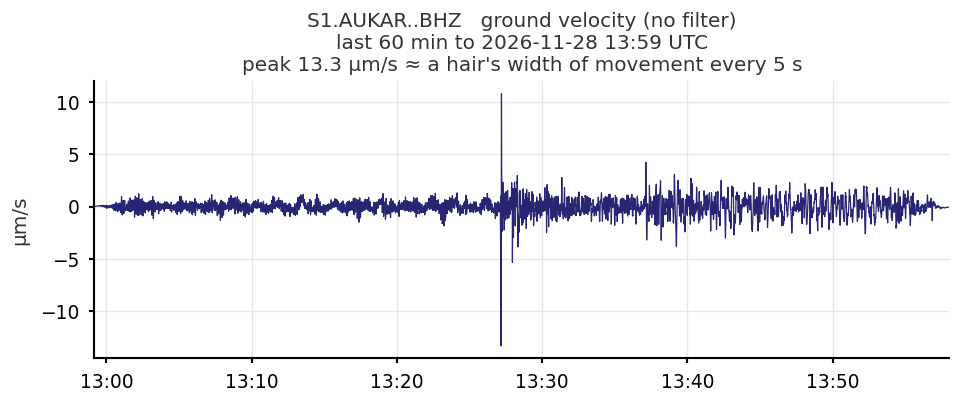 S1.AUKAR..BHZ   ground velocity (no filter)
last 60 min to 2026-11-28 13:59 UTC
peak 13.3 µm/s ≈ a hair's width of movement every 5 s
10
5
0
−5
−10
µm/s
13:00 13:10 13:20 13:30 13:40 13:50